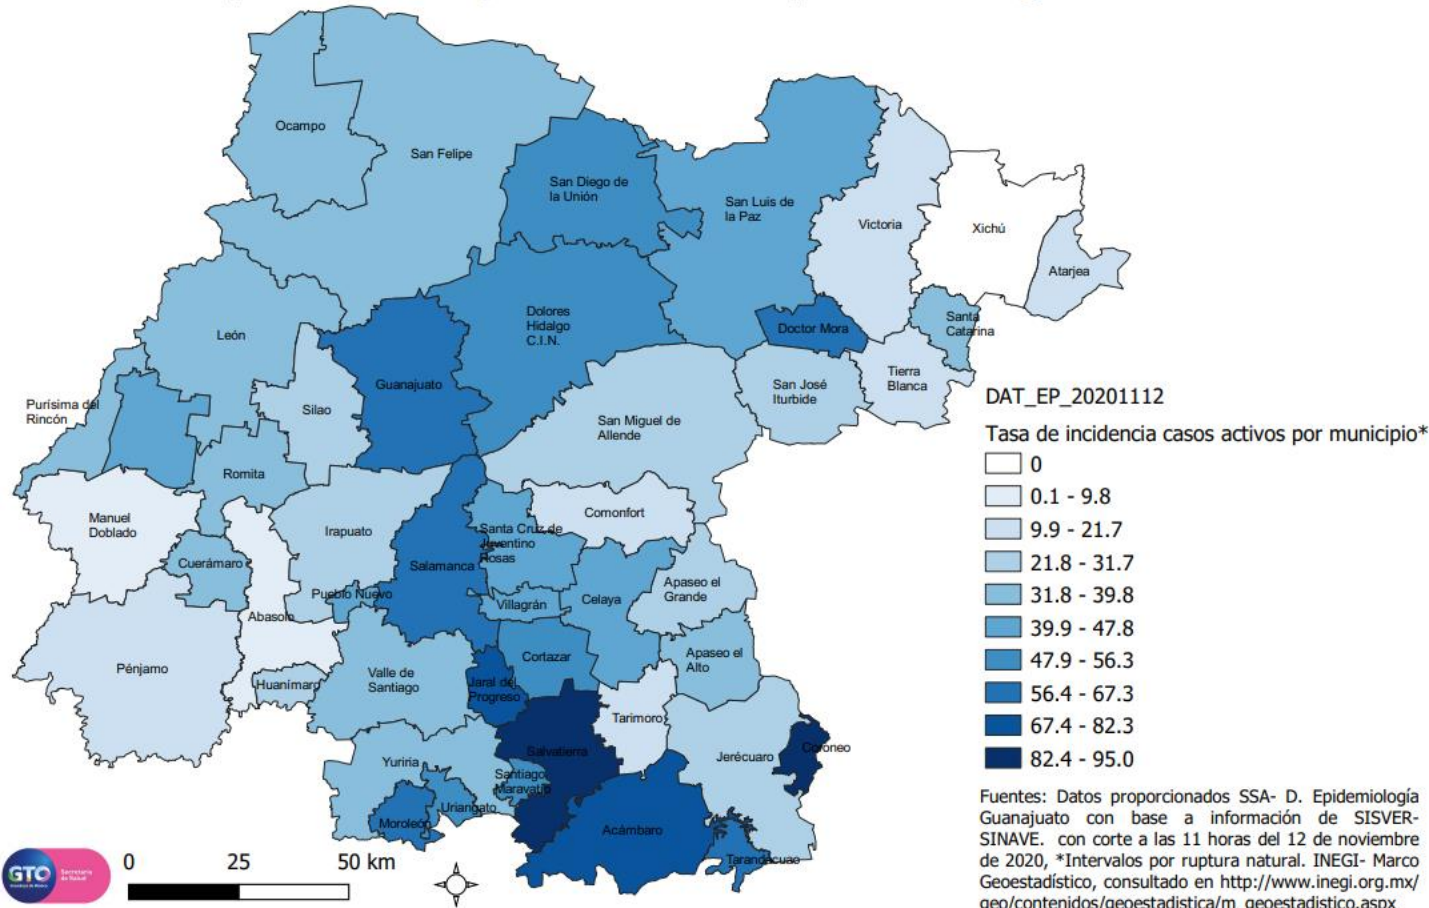 Ocampo
San Felipe
San Diego de
la Unión
San Luis de
la Paz
Victoria
Xichú
Atarjea
León
Dolores
Hidalgo
C.I.N.
Doctor Mora
Santa
Catarina
Guanajuato
Tierra
Blanca
San José
Iturbide
Purísima del
Rincón
Silao
San Miguel de
Allende
Romita
Manuel
Doblado
Irapuato
Comonfort
Santa Cruz de
Juventino
Rosas
Cuerámaro
Salamanca
Pueblo Nuevo
Villagrán
Celaya
Apaseo el
Grande
Abasolo
Pénjamo
Huanímaro
Valle de
Santiago
Cortazar
Jaral del
Progreso
Apaseo el
Alto
Tarimoro
Salvatierra
Jerécuaro
Coroneo
Yuriria
Santiago
Maravatío
Uriangato
Moroleón
Acámbaro
Tarandacuao
DAT_EP_20201112
Tasa de incidencia casos activos por municipio*
0
0.1 - 9.8
9.9 - 21.7
21.8 - 31.7
31.8 - 39.8
39.9 - 47.8
47.9 - 56.3
56.4 - 67.3
67.4 - 82.3
82.4 - 95.0
Fuentes: Datos proporcionados SSA- D. Epidemiología
Guanajuato con base a información de SISVER-
SINAVE. con corte a las 11 horas del 12 de noviembre
de 2020, *Intervalos por ruptura natural. INEGI- Marco
Geoestadístico, consultado en http://www.inegi.org.mx/
geo/contenidos/geoestadistica/m_geoestadistico.aspx
GTO
Secretaría
de Salud
0 25 50 km